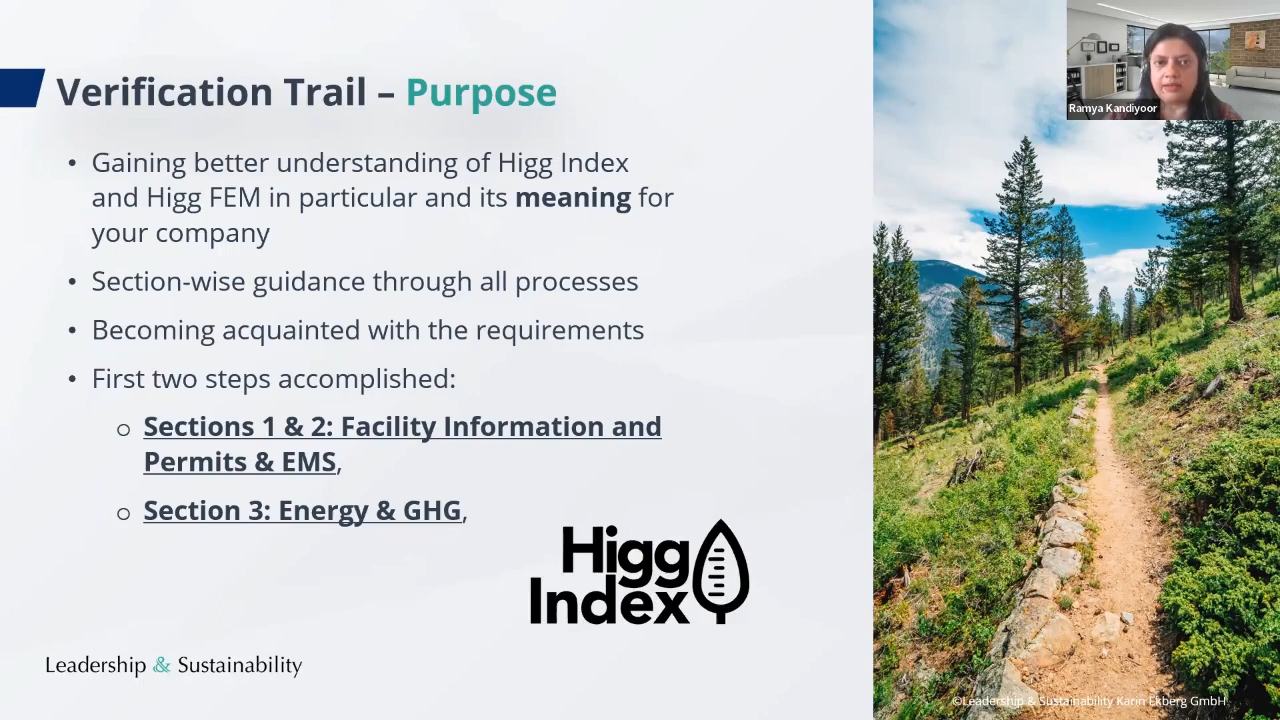 Verification Trail – Purpose
• Gaining better understanding of Higg Index
and Higg FEM in particular and its meaning for
your company
• Section-wise guidance through all processes
• Becoming acquainted with the requirements
• First two steps accomplished:
o Sections 1 & 2: Facility Information and
Permits & EMS,
o Section 3: Energy & GHG,
Higg
Index
Leadership & Sustainability
Ramya Kandiyoor
©Leadership & Sustainability Karin Ekberg GmbH